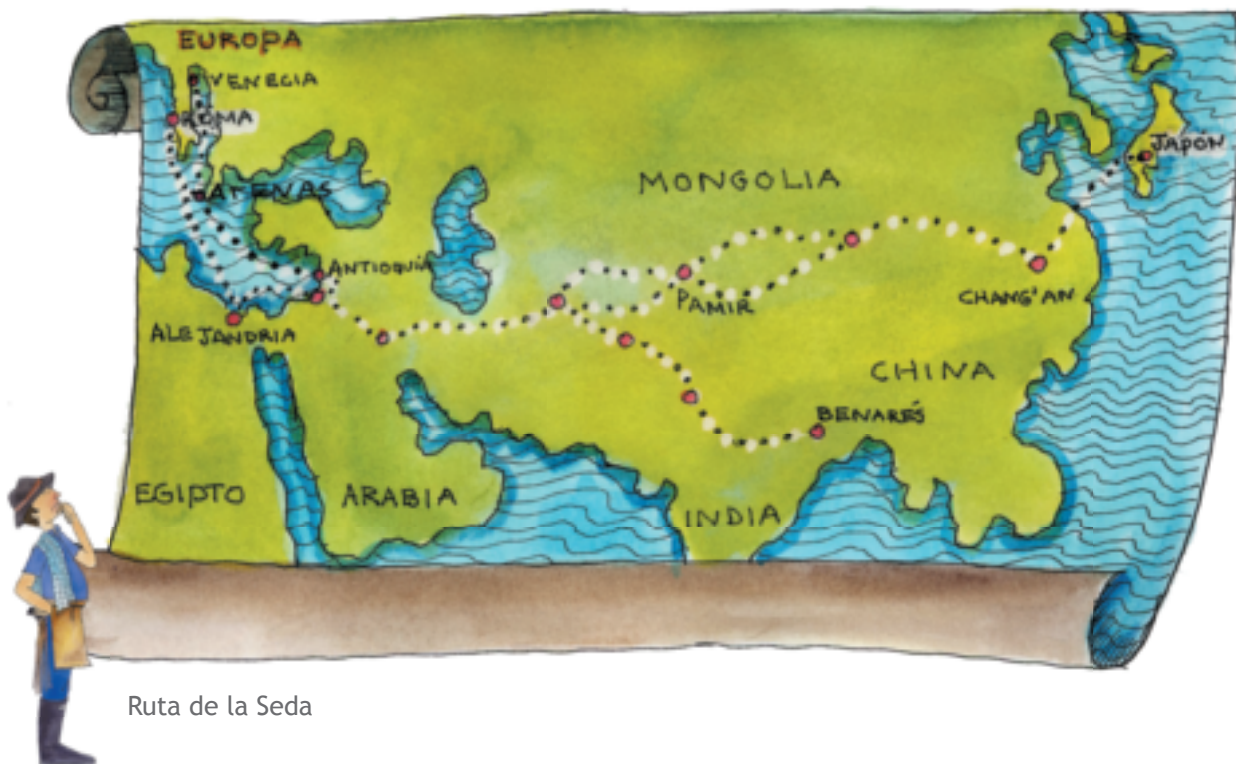 EUROPA
VENECIA
ROMA
JAPÓN
ATENAS
MONGOLIA
ANTIOQUÍA
PAMIR
CHANG'AN
ALEJANDRIA
CHINA
BENARÉS
EGIPTO
ARABIA
INDIA
Ruta de la Seda